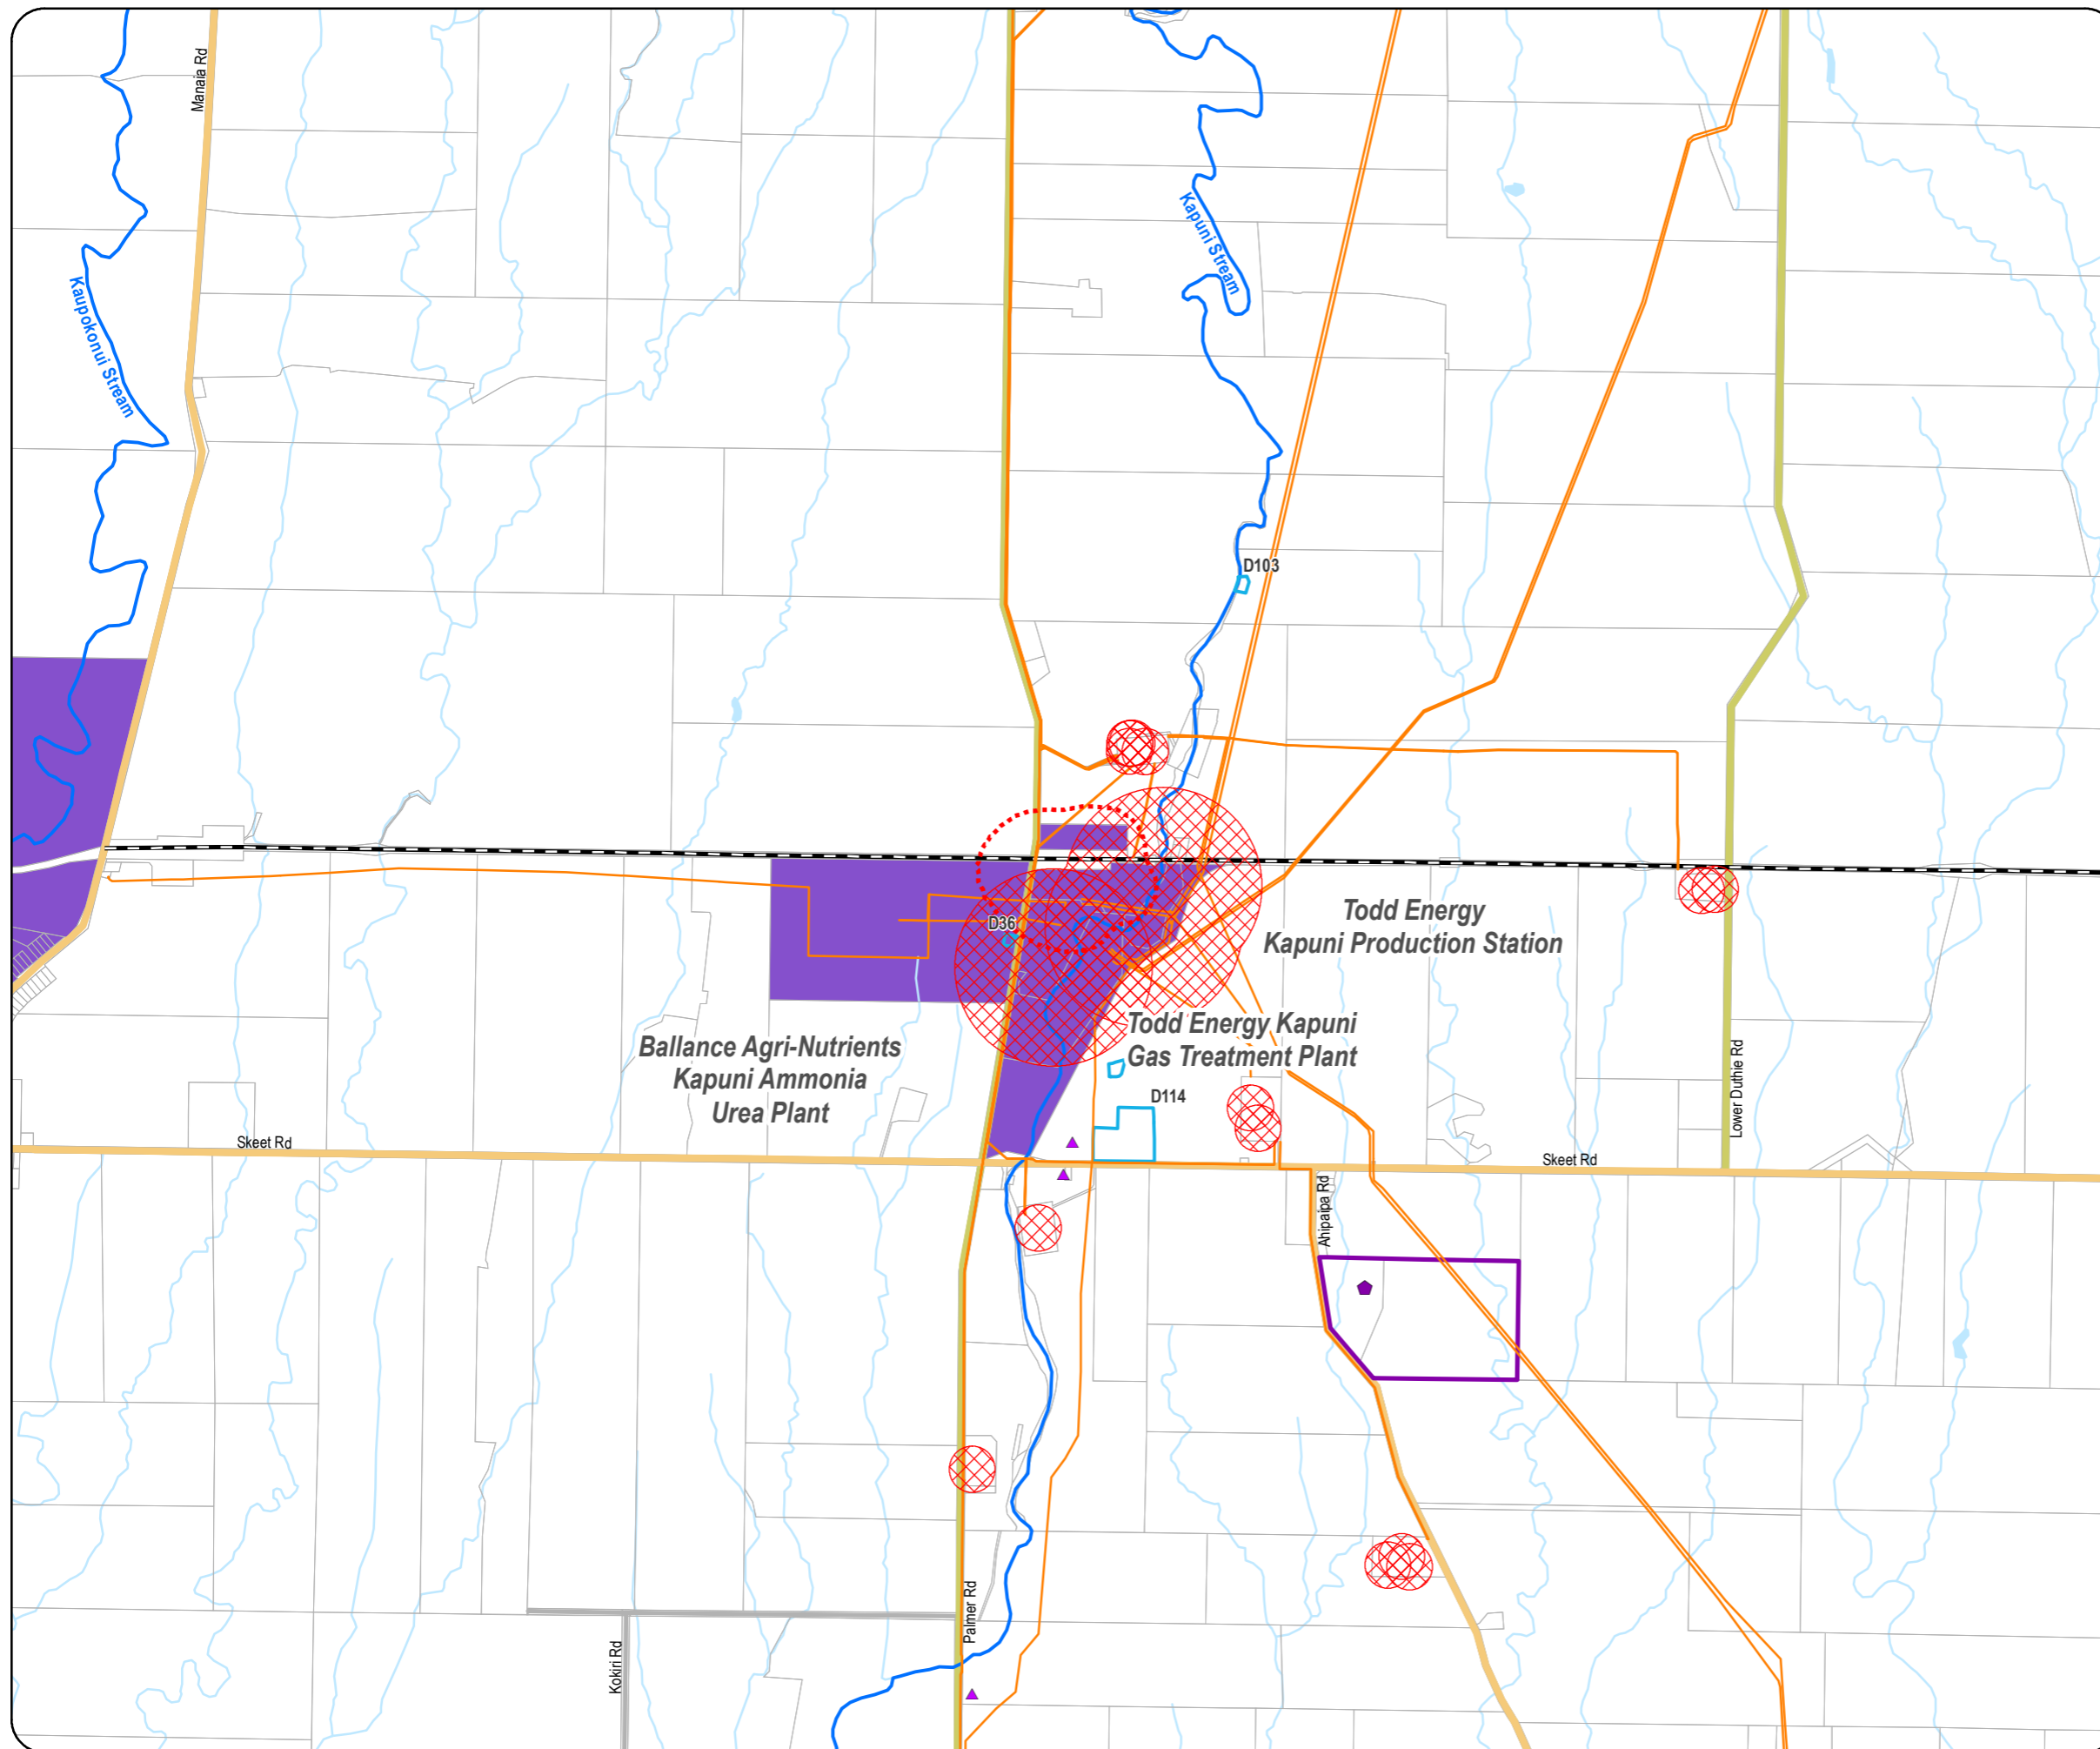 Manaia Rd
Kapuni Stream
Kaupokonui Stream
D103
Todd Energy
Kapuni Production Station
D36
Todd Energy Kapuni
Gas Treatment Plant
Ballance Agri-Nutrients
Kapuni Ammonia
Urea Plant
D114
Lower Duthie Rd
Skeet Rd
Skeet Rd
Ahipaipa Rd
Palmer Rd
Kokiri Rd